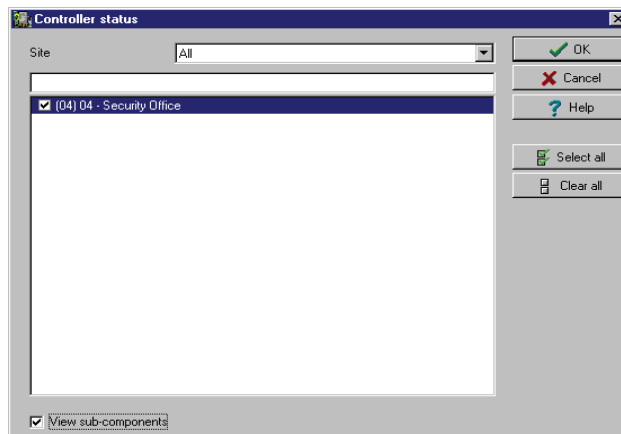 Controller status
Site
All
OK
Cancel
Help
Select all
Clear all
(04) 04 - Security Office
View sub-components